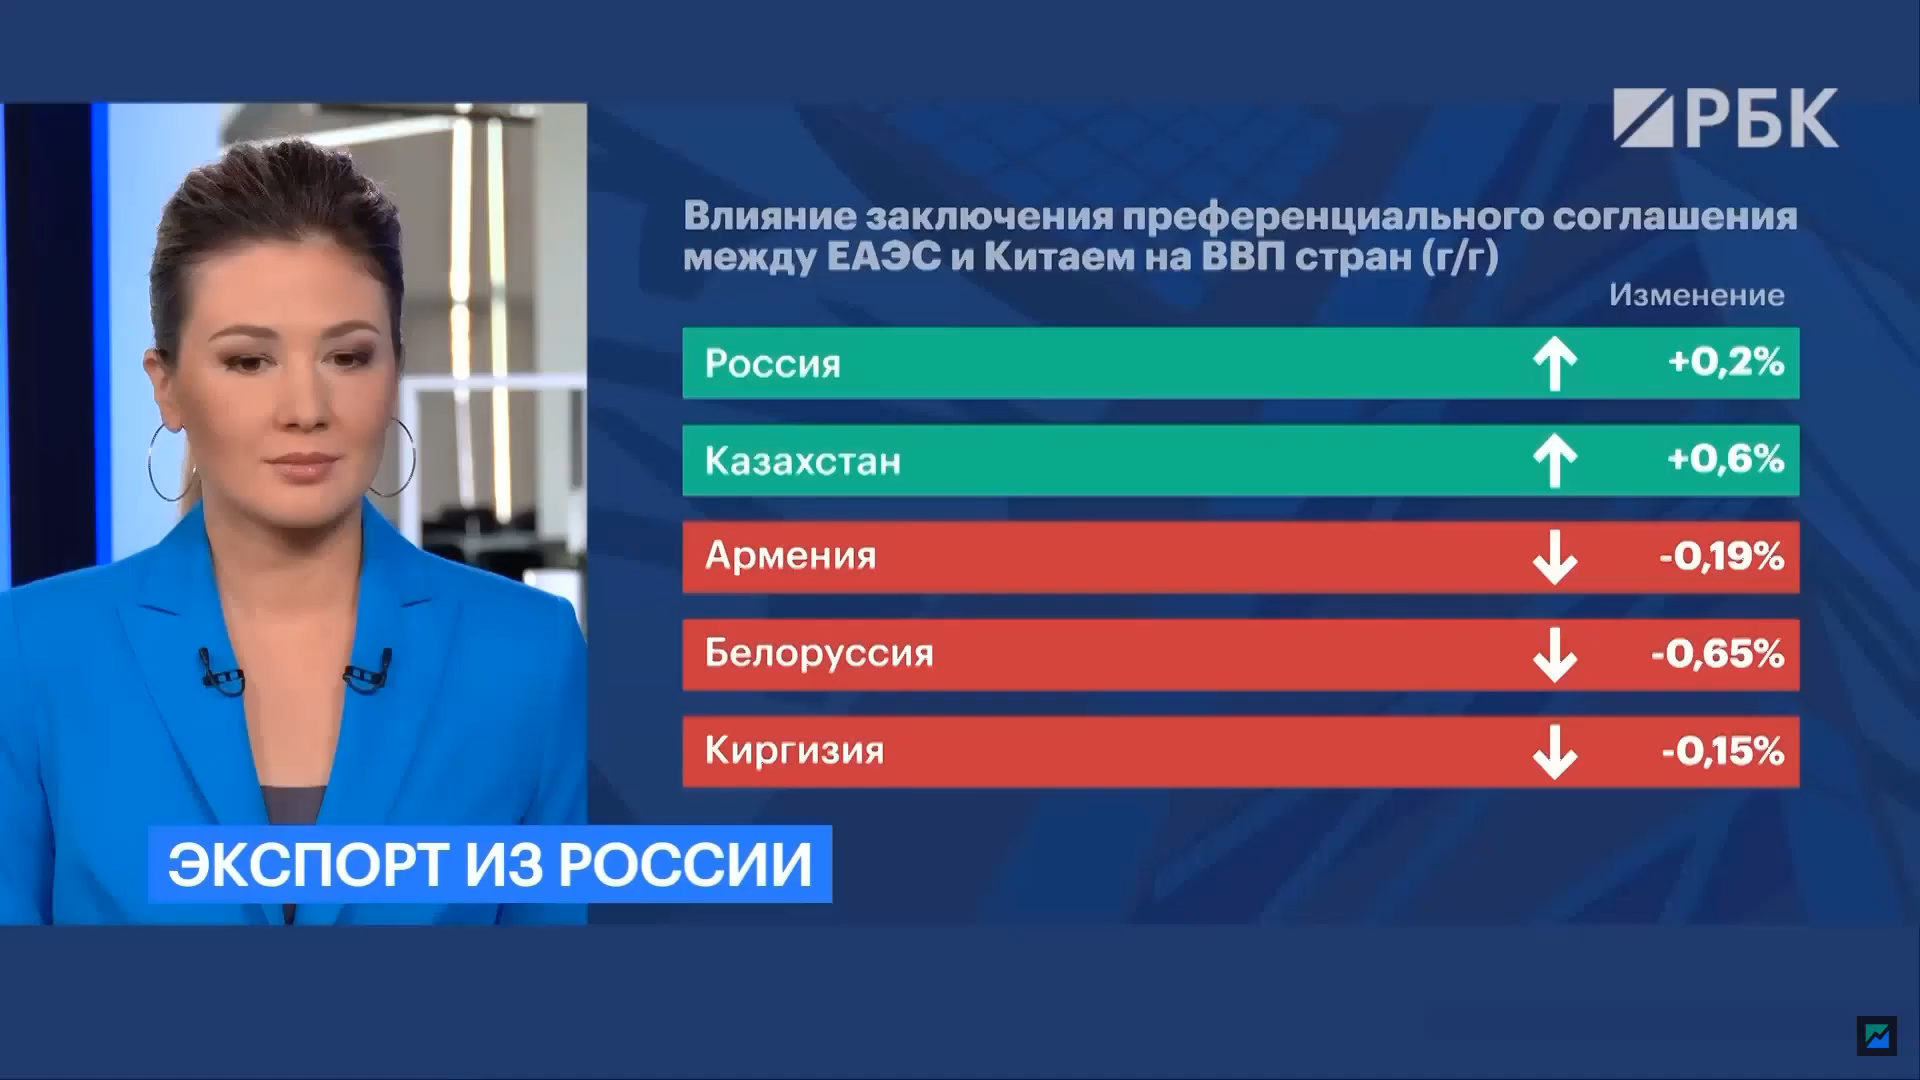 РБК
Влияние заключения преференциального соглашения
между ЕАЭС и Китаем на ВВП стран (г/г)
Изменение
Россия +0,2%
Казахстан +0,6%
Армения -0,19%
Белоруссия -0,65%
Киргизия -0,15%
ЭКСПОРТ ИЗ РОССИИ